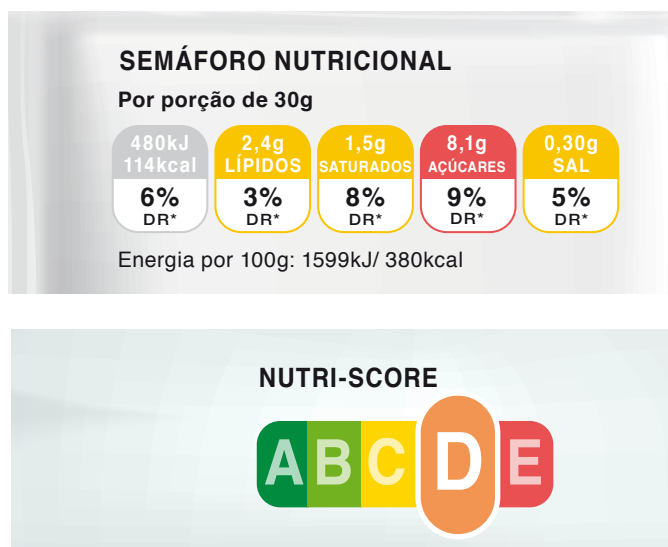 SEMÁFORO NUTRICIONAL
Por porção de 30g
480kJ 2,4g 1,5g 8,1g 0,30g
114kcal LÍPIDOS SATURADOS AÇÚCARES SAL
6% 3% 8% 9% 5%
DR* DR* DR* DR* DR*
Energia por 100g: 1599kJ/ 380kcal
NUTRI-SCORE
A B C D E